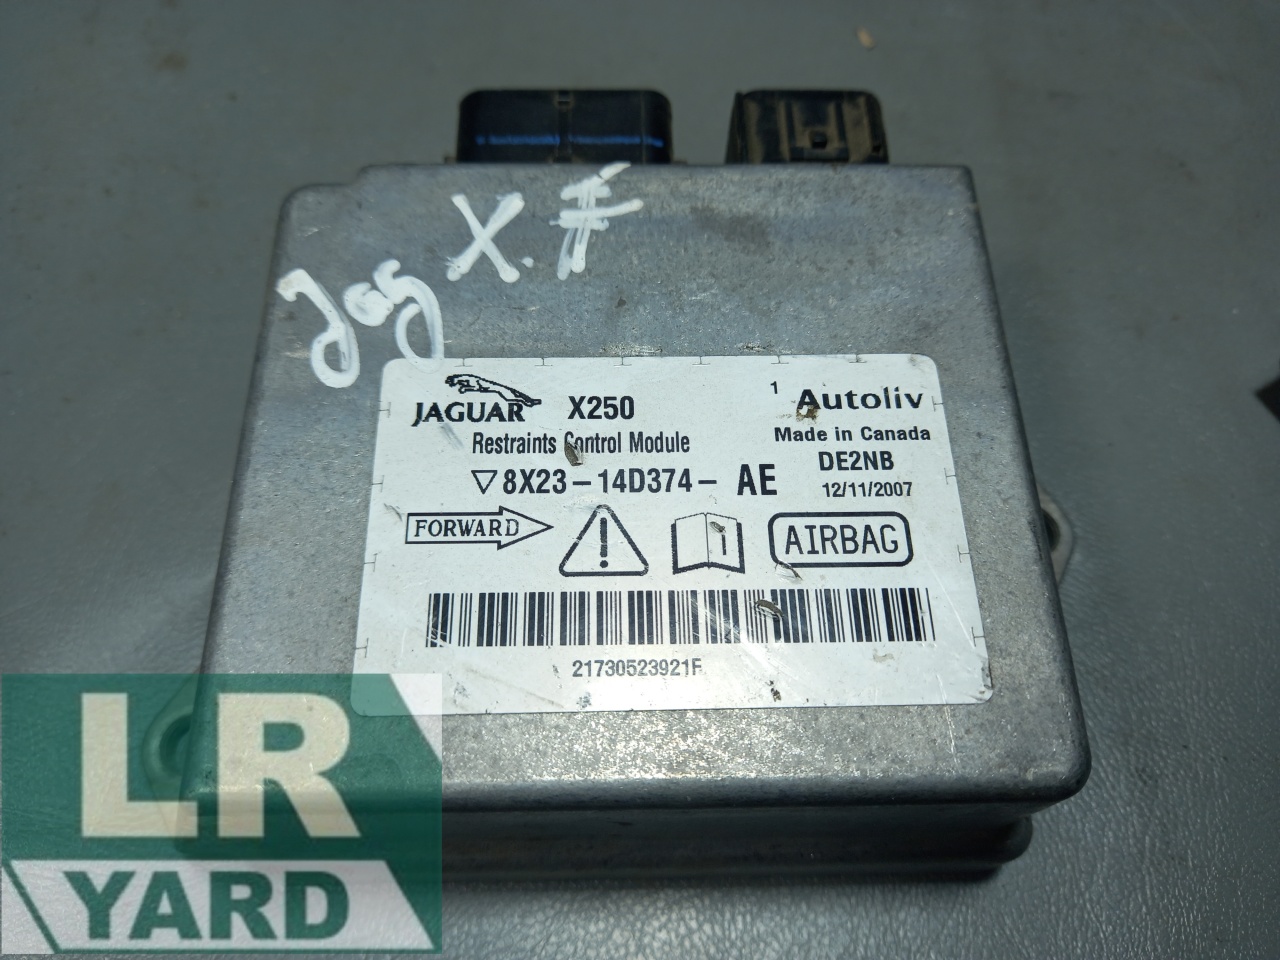 Jag X.F
JAGUAR X250
Restraints Control Module
▽8X23-14D374- AE
1 Autoliv
Made in Canada
DE2NB
12/11/2007
FORWARD
AIRBAG
21730523921F
LR
YARD